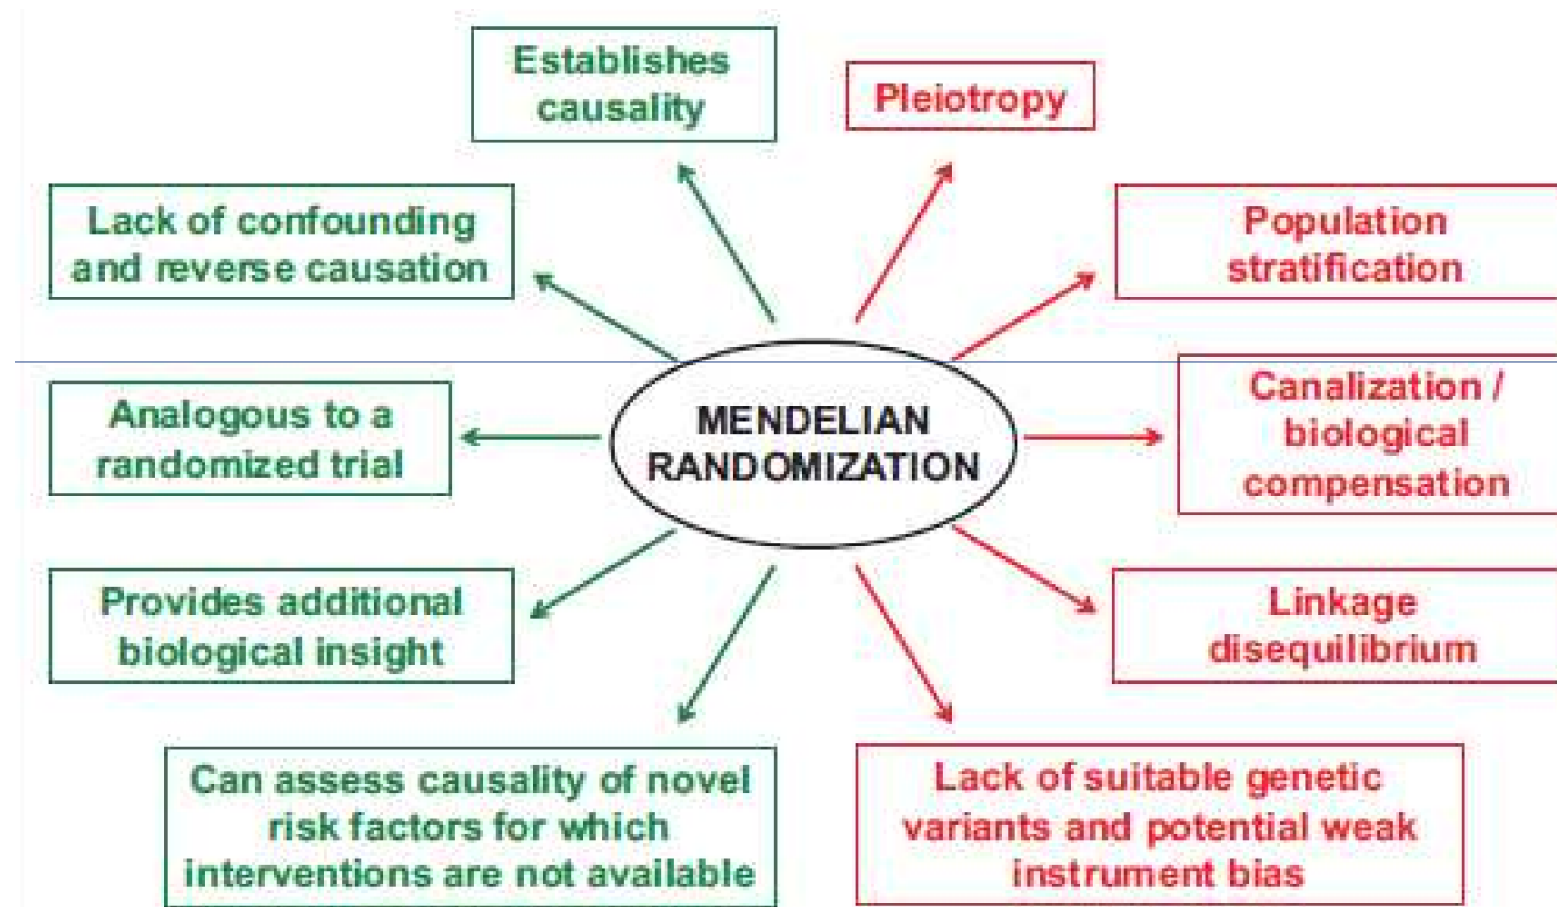 Establishes
causality
Pleiotropy
Lack of confounding
and reverse causation
Population
stratification
Analogous to a
randomized trial
MENDELIAN
RANDOMIZATION
Canalization /
biological
compensation
Provides additional
biological insight
Linkage
disequilibrium
Can assess causality of novel
risk factors for which
interventions are not available
Lack of suitable genetic
variants and potential weak
instrument bias